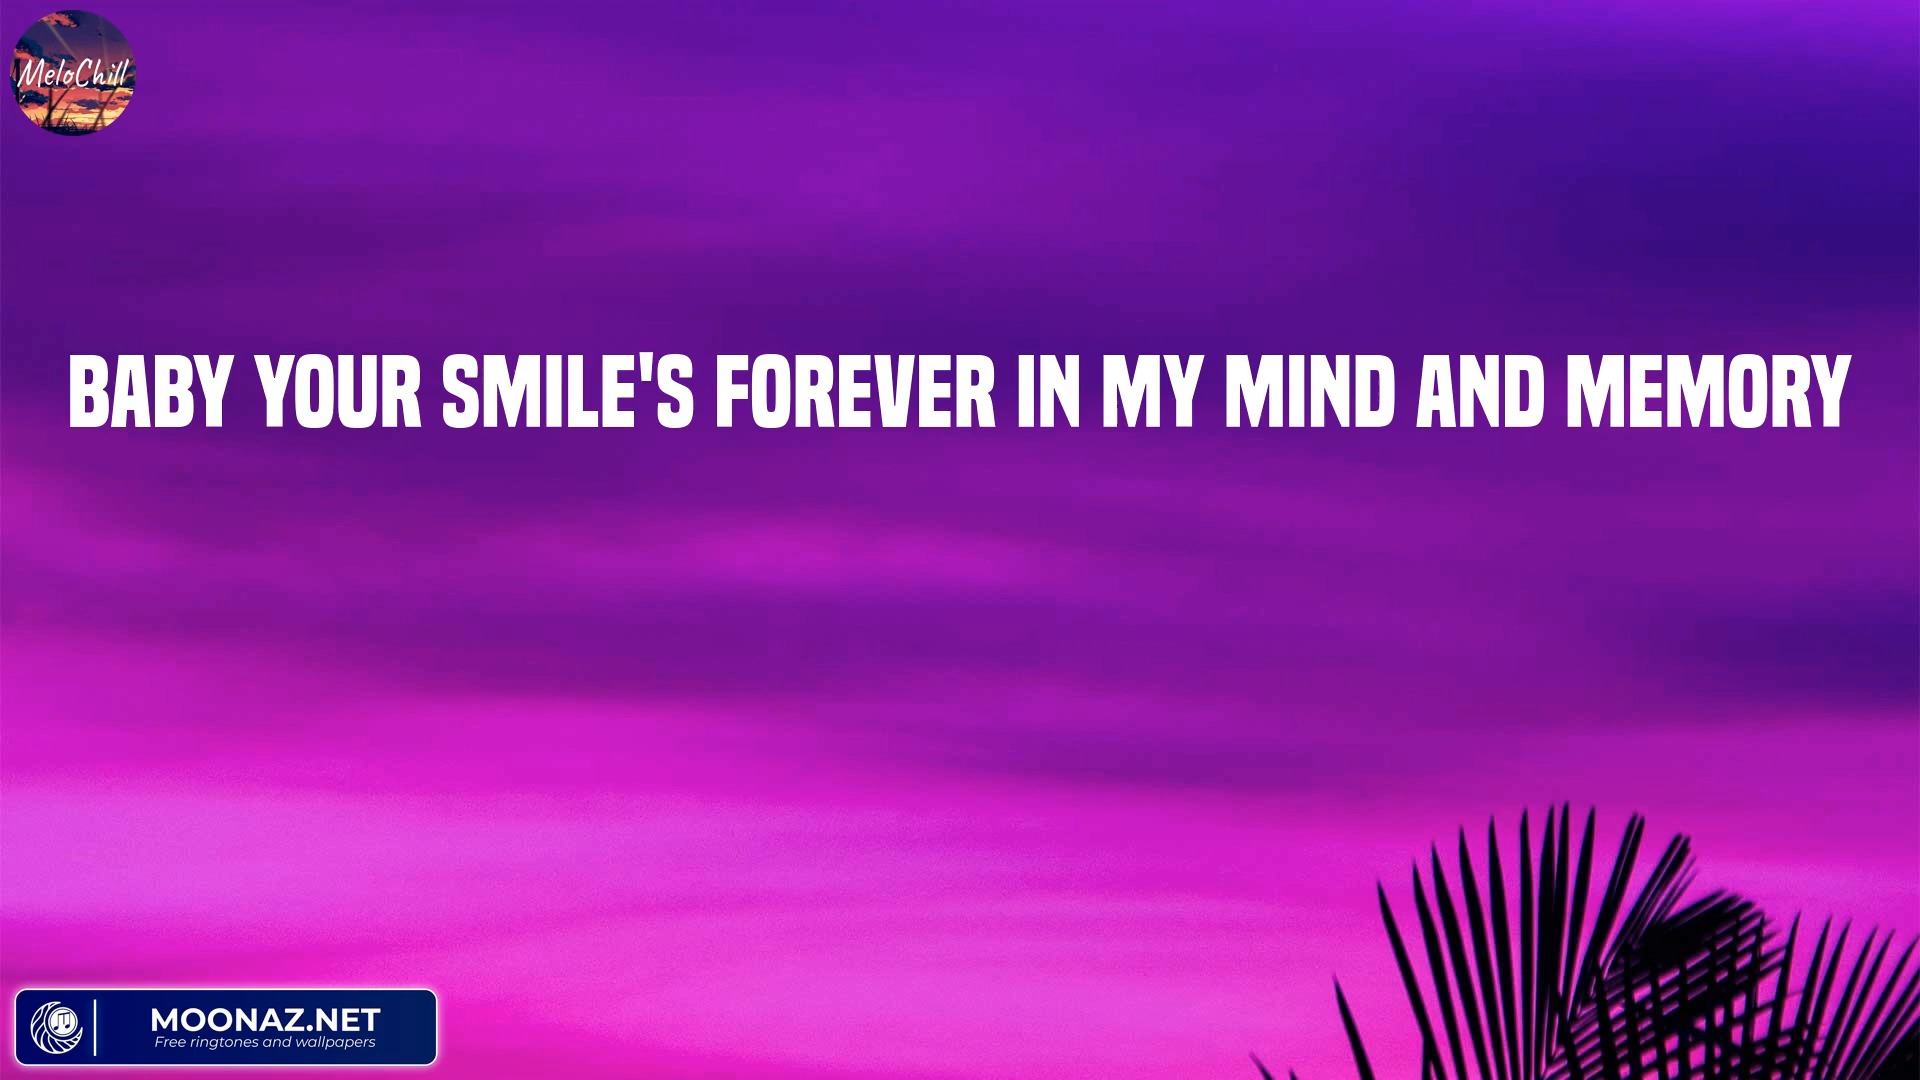 MeloChill
BABY YOUR SMILE'S FOREVER IN MY MIND AND MEMORY
MOONAZ.NET
Free ringtones and wallpapers